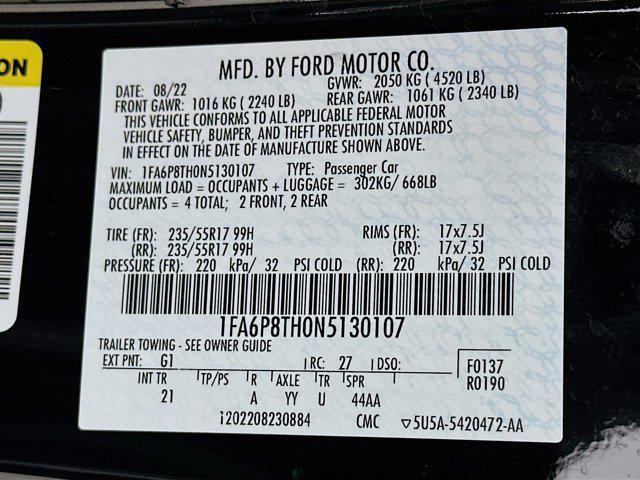 ON
MFD. BY FORD MOTOR CO.
DATE: 08/22 GVWR: 2050 KG ( 4520 LB)
FRONT GAWR: 1016 KG ( 2240 LB) REAR GAWR: 1061 KG ( 2340 LB)
THIS VEHICLE CONFORMS TO ALL APPLICABLE FEDERAL MOTOR
VEHICLE SAFETY, BUMPER, AND THEFT PREVENTION STANDARDS
IN EFFECT ON THE DATE OF MANUFACTURE SHOWN ABOVE.
VIN: 1FA6P8TH0N5130107 TYPE: Passenger Car
MAXIMUM LOAD = OCCUPANTS + LUGGAGE = 302KG/ 668LB
OCCUPANTS = 4 TOTAL; 2 FRONT, 2 REAR
TIRE (FR): 235/55R17 99H RIMS (FR): 17x7.5J
(RR): 235/55R17 99H (RR): 17x7.5J
PRESSURE (FR): 220 kPa/ 32 PSI COLD (RR): 220 kPa/ 32 PSI COLD
1FA6P8TH0N5130107
TRAILER TOWING - SEE OWNER GUIDE
EXT PNT: G1 RC: 27 DSO: F0137
INT TR TP/PS R AXLE TR SPR R0190
21 A YY U 44AA
1202208230884 CMC 5U5A-5420472-AA